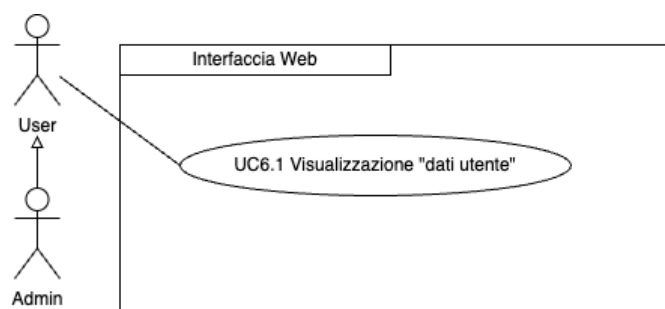 Interfaccia Web
User
UC6.1 Visualizzazione "dati utente"
Admin